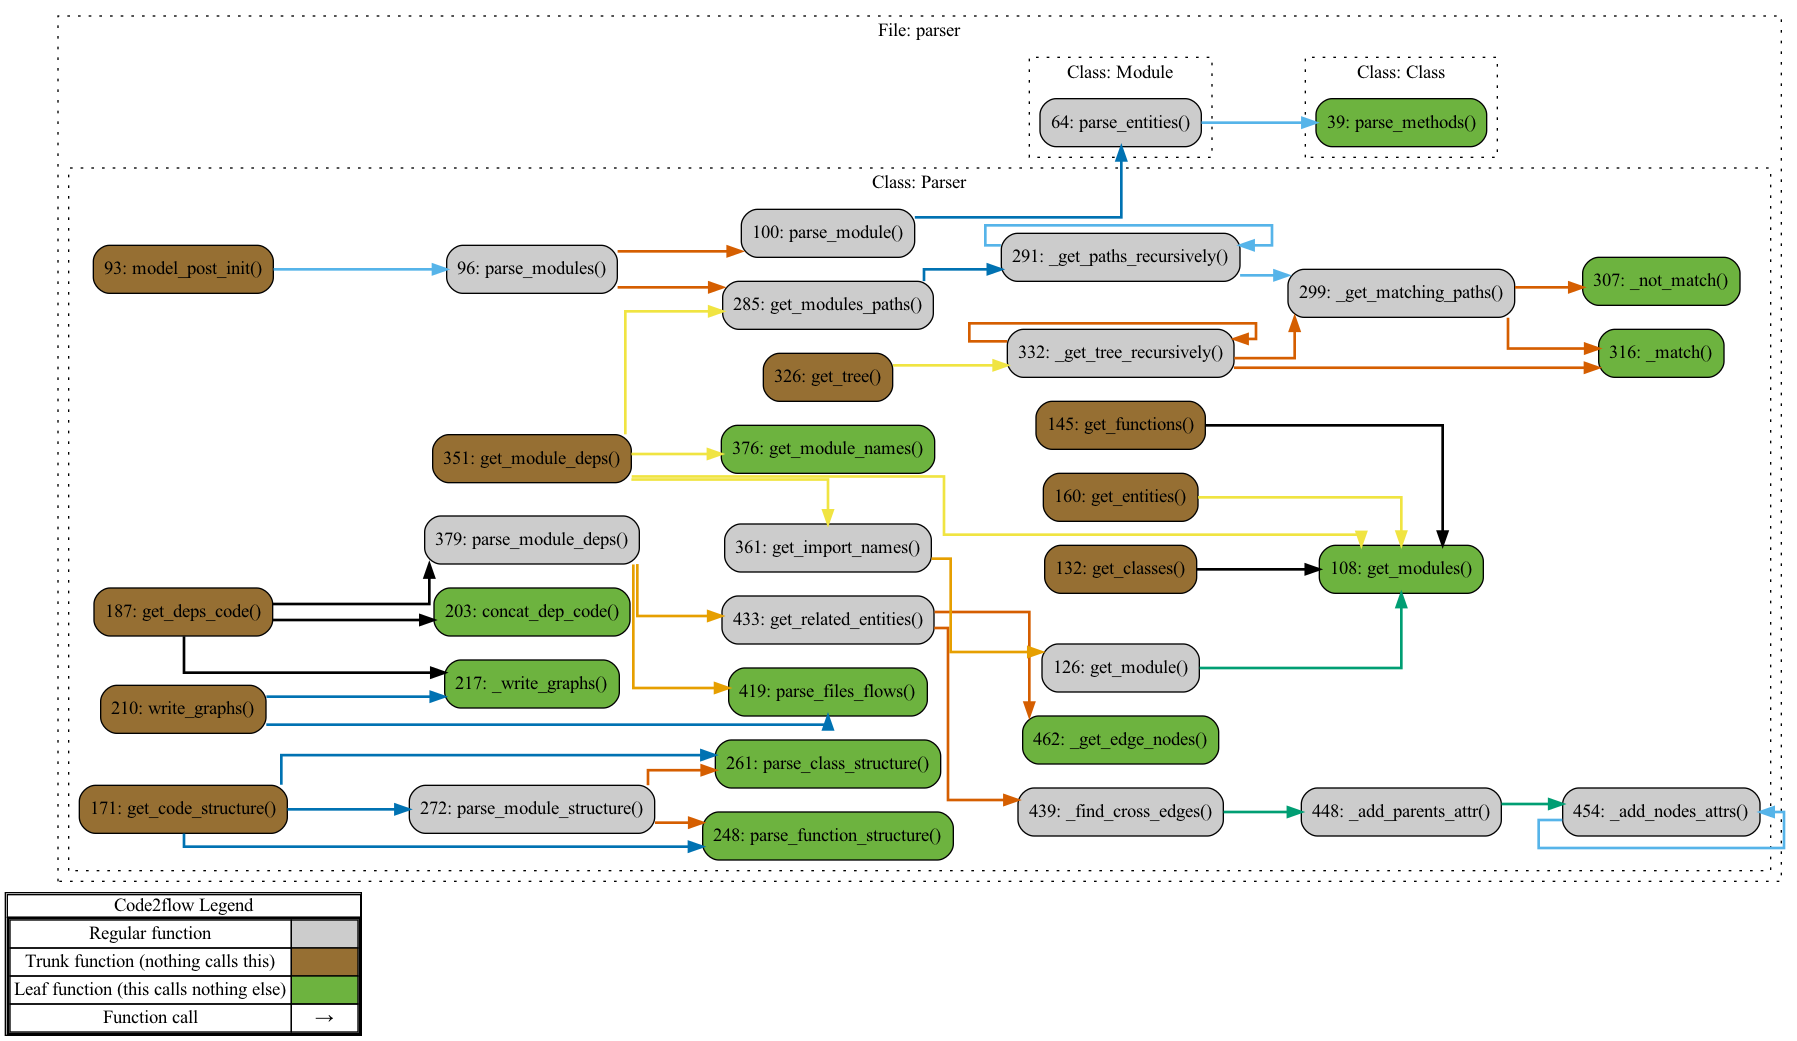 File: parser
Class: Module
Class: Class
64: parse_entities()
39: parse_methods()
Class: Parser
100: parse_module()
93: model_post_init()
96: parse_modules()
291: _get_paths_recursively()
307: _not_match()
285: get_modules_paths()
299: _get_matching_paths()
332: _get_tree_recursively()
316: _match()
326: get_tree()
145: get_functions()
351: get_module_deps()
376: get_module_names()
160: get_entities()
379: parse_module_deps()
361: get_import_names()
132: get_classes()
108: get_modules()
187: get_deps_code()
203: concat_dep_code()
433: get_related_entities()
126: get_module()
217: _write_graphs()
419: parse_files_flows()
210: write_graphs()
462: _get_edge_nodes()
261: parse_class_structure()
171: get_code_structure()
272: parse_module_structure()
439: _find_cross_edges()
448: _add_parents_attr()
454: _add_nodes_attrs()
248: parse_function_structure()
Code2flow Legend
Regular function
Trunk function (nothing calls this)
Leaf function (this calls nothing else)
Function call →